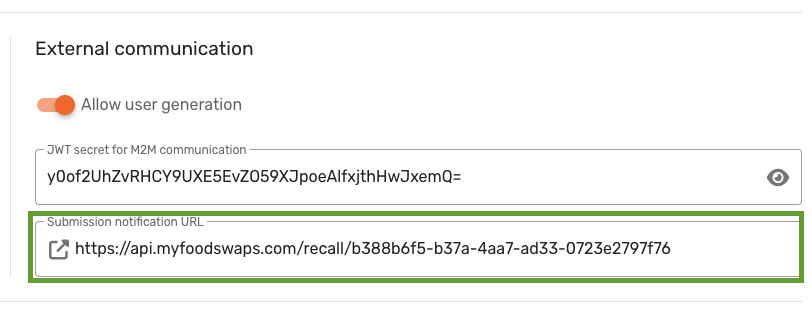 External communication
Allow user generation
JWT secret for M2M communication
y0of2UhZvRHCY9UXE5EvZO59XJpoeAlfxjthHwJxemQ=
Submission notification URL
https://api.myfoodswaps.com/recall/b388b6f5-b37a-4aa7-ad33-0723e2797f76